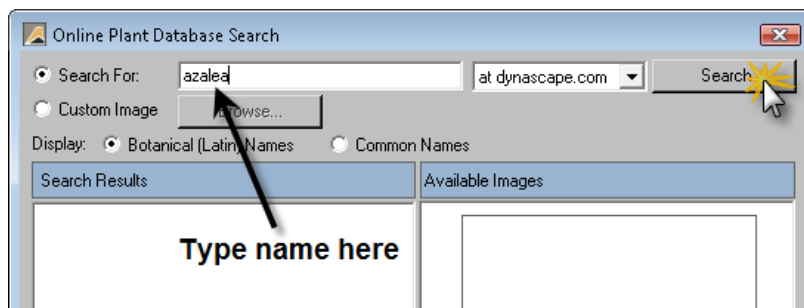 Online Plant Database Search
Search For: azalea at dynascape.com Search
Custom Image Browse...
Display: Botanical (Latin) Names Common Names
Search Results Available Images
Type name here